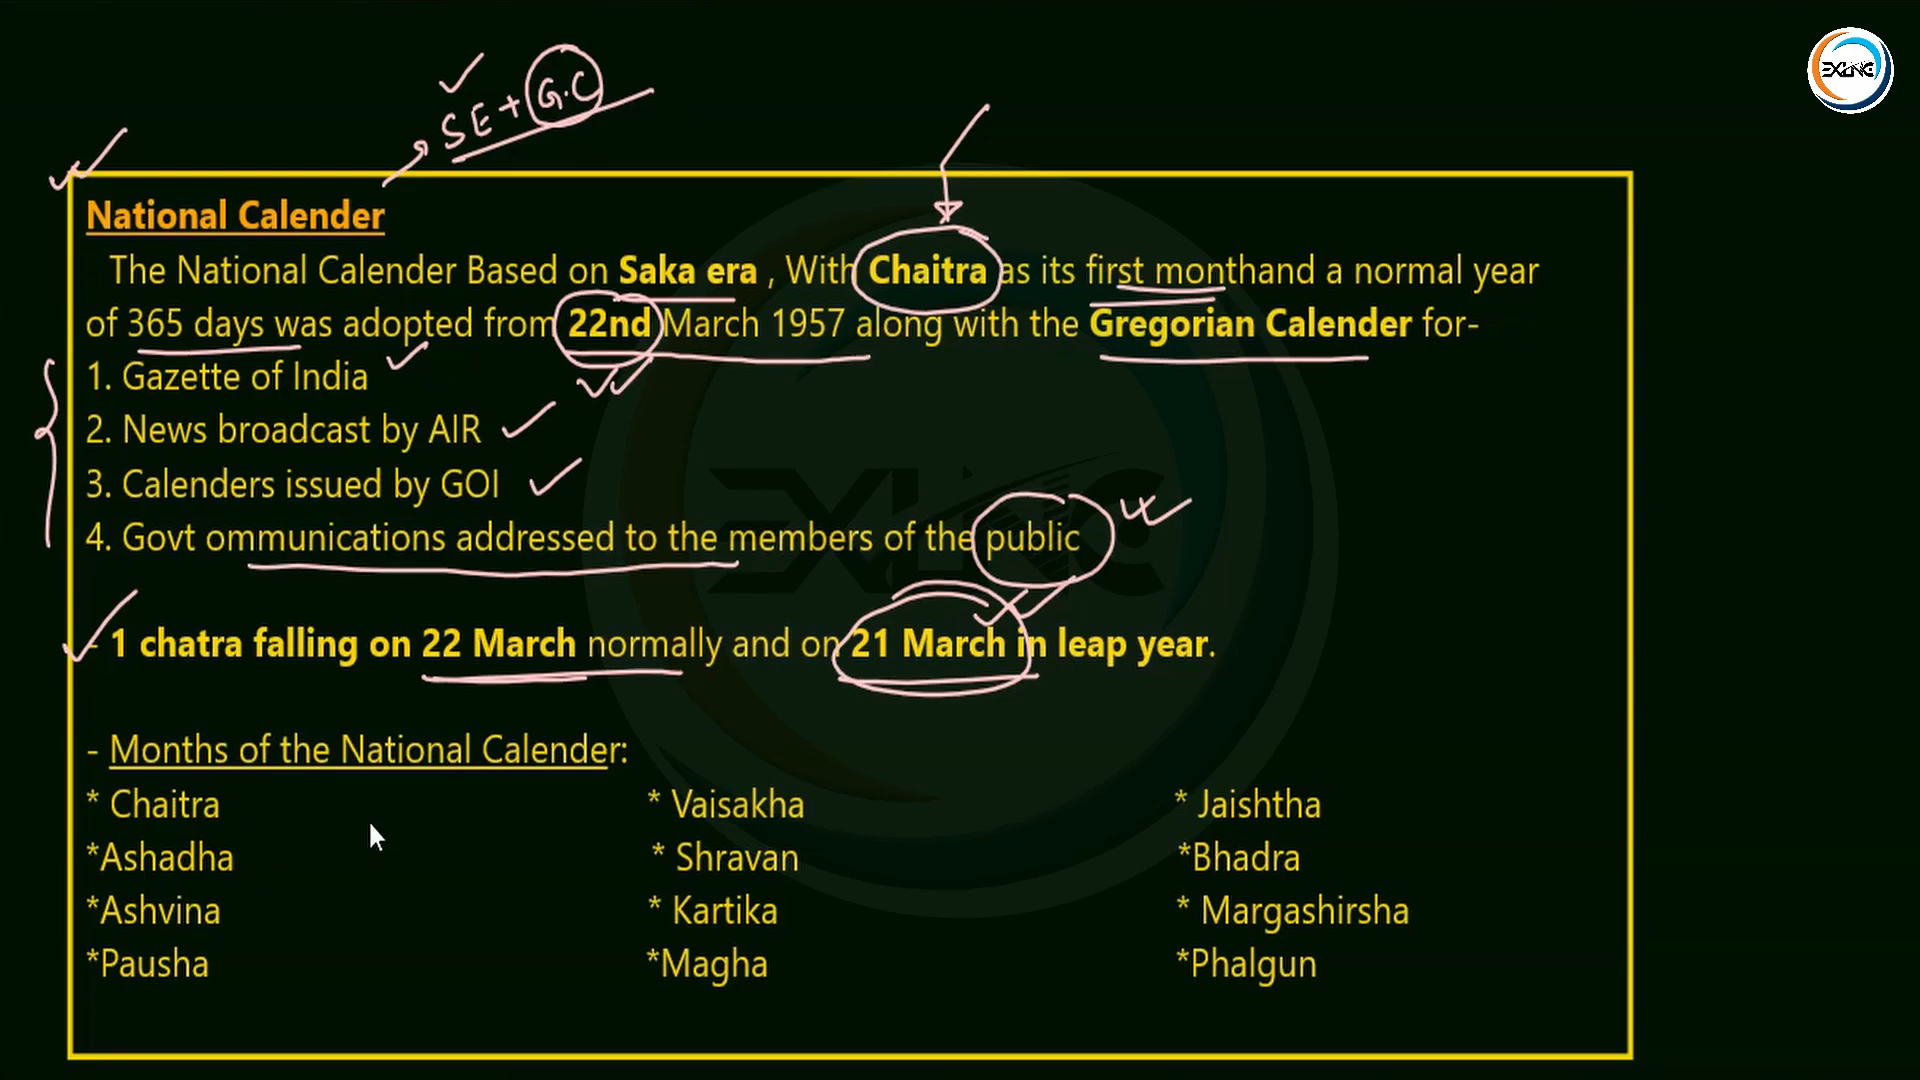 EXLNC
SE + G.C
National Calender
The National Calender Based on Saka era , With Chaitra as its first monthand a normal year
of 365 days was adopted from 22nd March 1957 along with the Gregorian Calender for-
1. Gazette of India
2. News broadcast by AIR
3. Calenders issued by GOI
4. Govt ommunications addressed to the members of the public
- 1 chatra falling on 22 March normally and on 21 March in leap year.
- Months of the National Calender:
* Chaitra * Vaisakha * Jaishtha
*Ashadha * Shravan *Bhadra
*Ashvina * Kartika * Margashirsha
*Pausha *Magha *Phalgun